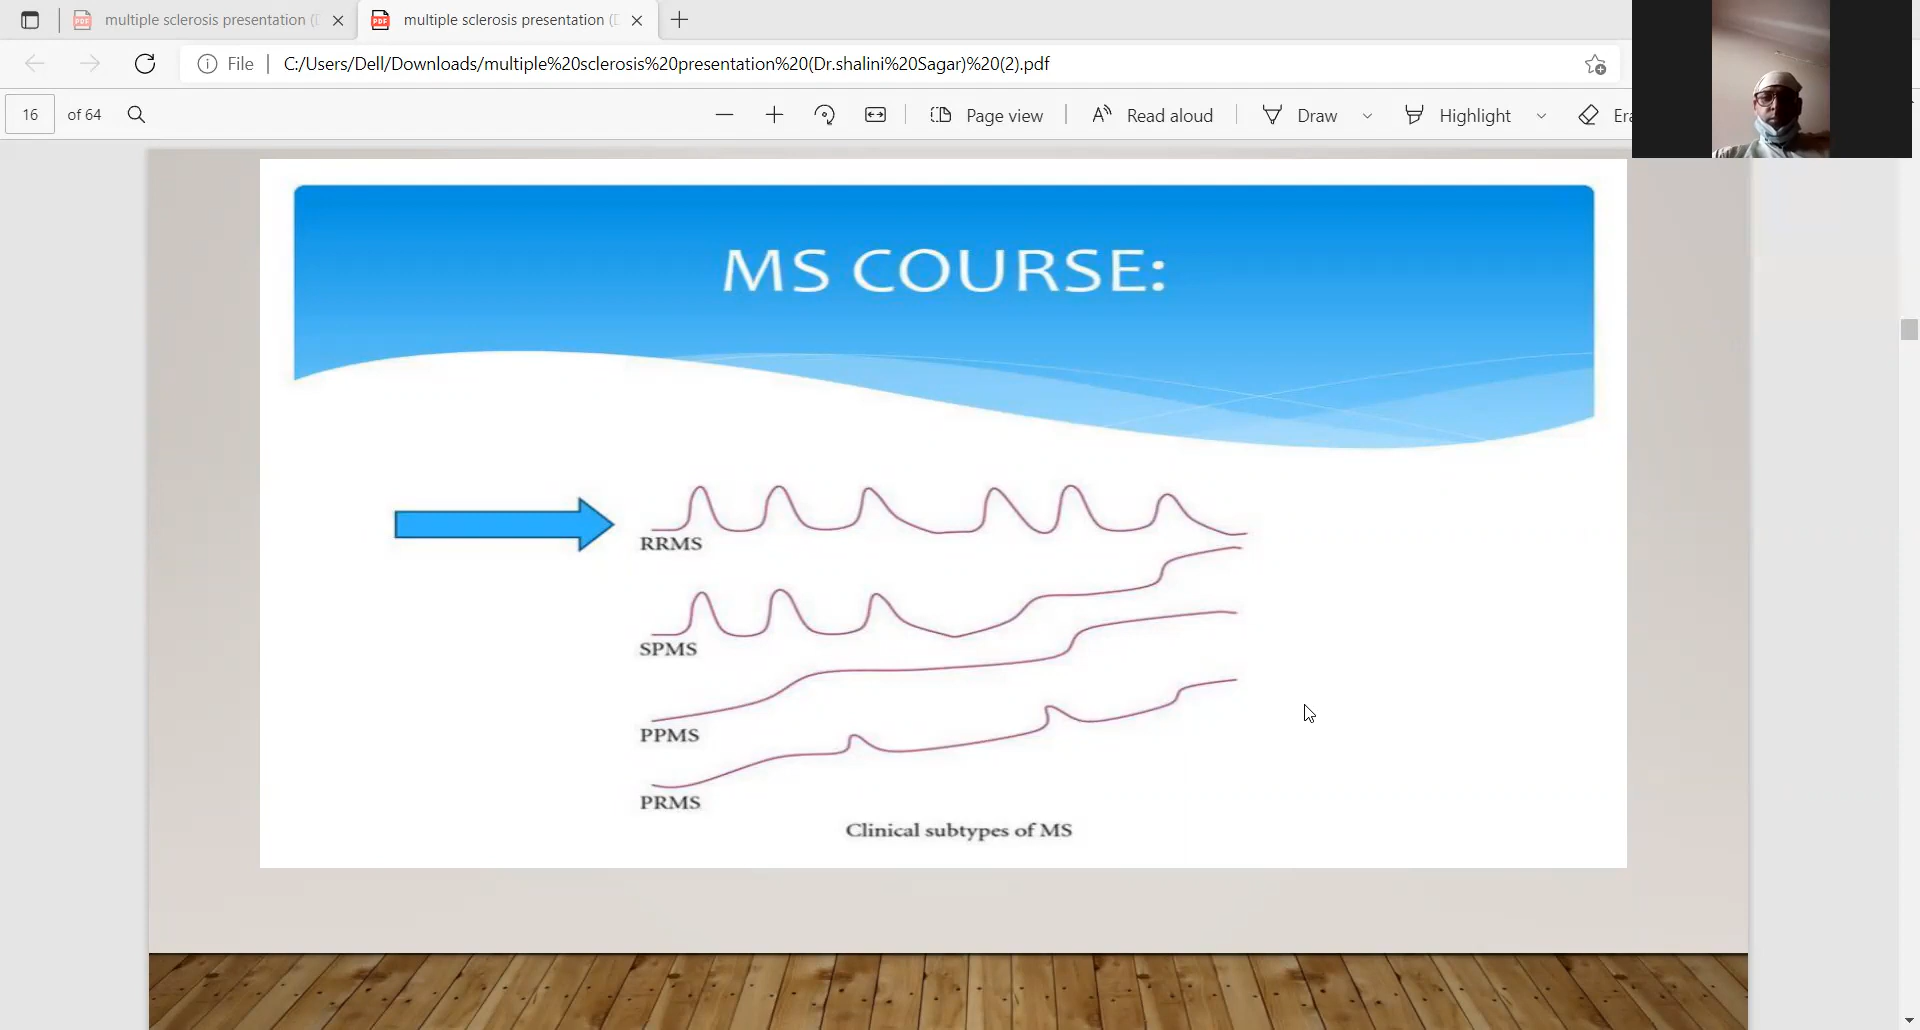 multiple sclerosis presentation (D
multiple sclerosis presentation (D
File
C:/Users/Dell/Downloads/multiple%20sclerosis%20presentation%20(Dr.shalini%20Sagar)%20(2).pdf
16 of 64
Page view
Read aloud
Draw
Highlight
Era
MS COURSE:
RRMS
SPMS
PPMS
PRMS
Clinical subtypes of MS